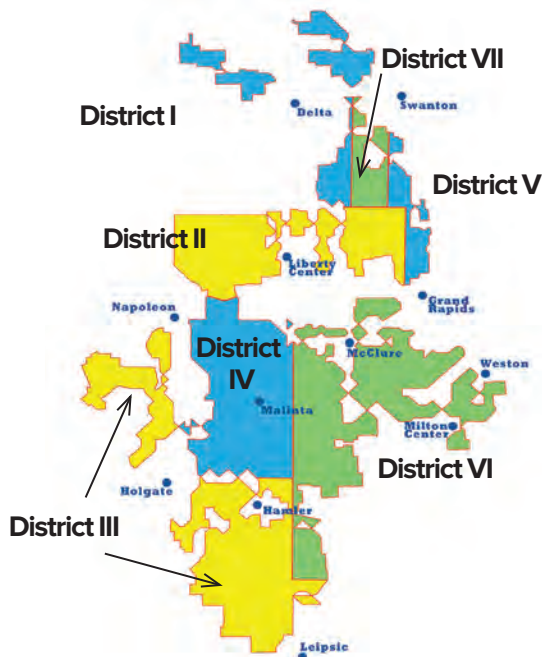 District VII
Swanton
Delta
District I
District V
District II
Liberty
Center
Grand
Rapids
Napoleon
McClure
District
IV
Weston
Malinta
Milton
Center
District VI
Holgate
Hamler
District III
Leipsic